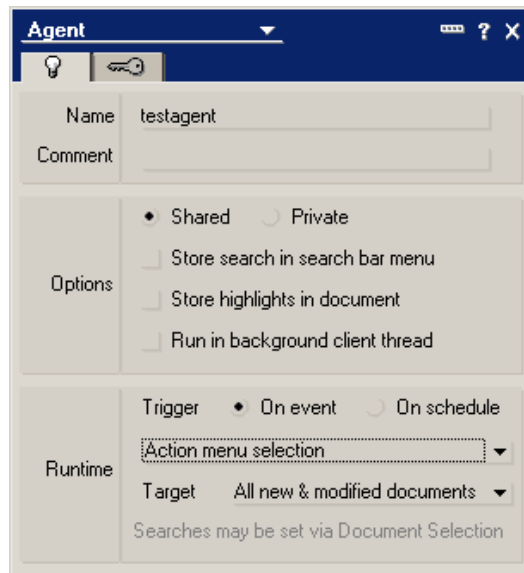 Agent ?
Name testagent
Comment
Shared Private
Store search in search bar menu
Options Store highlights in document
Run in background client thread
Trigger On event On schedule
Action menu selection
Runtime
Target All new & modified documents
Searches may be set via Document Selection